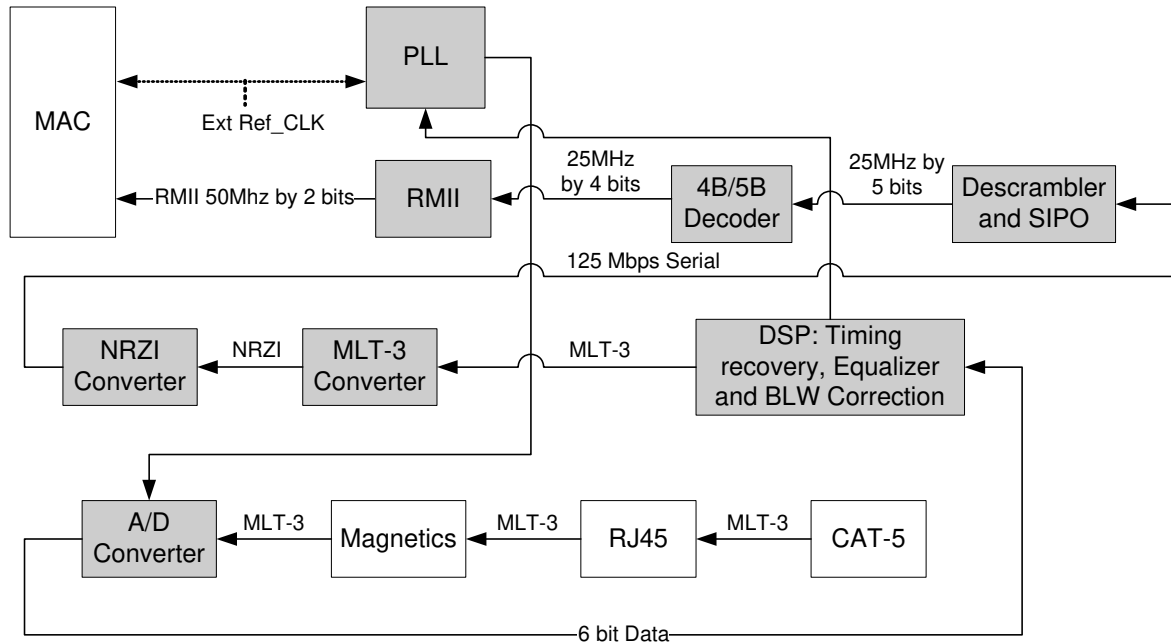 MAC
PLL
Ext Ref_CLK
RMII 50Mhz by 2 bits
RMII
25MHz
by 4 bits
4B/5B
Decoder
25MHz by
5 bits
Descrambler
and SIPO
125 Mbps Serial
NRZI
Converter
NRZI
MLT-3
Converter
MLT-3
DSP: Timing
recovery, Equalizer
and BLW Correction
A/D
Converter
MLT-3
Magnetics
MLT-3
RJ45
MLT-3
CAT-5
6 bit Data